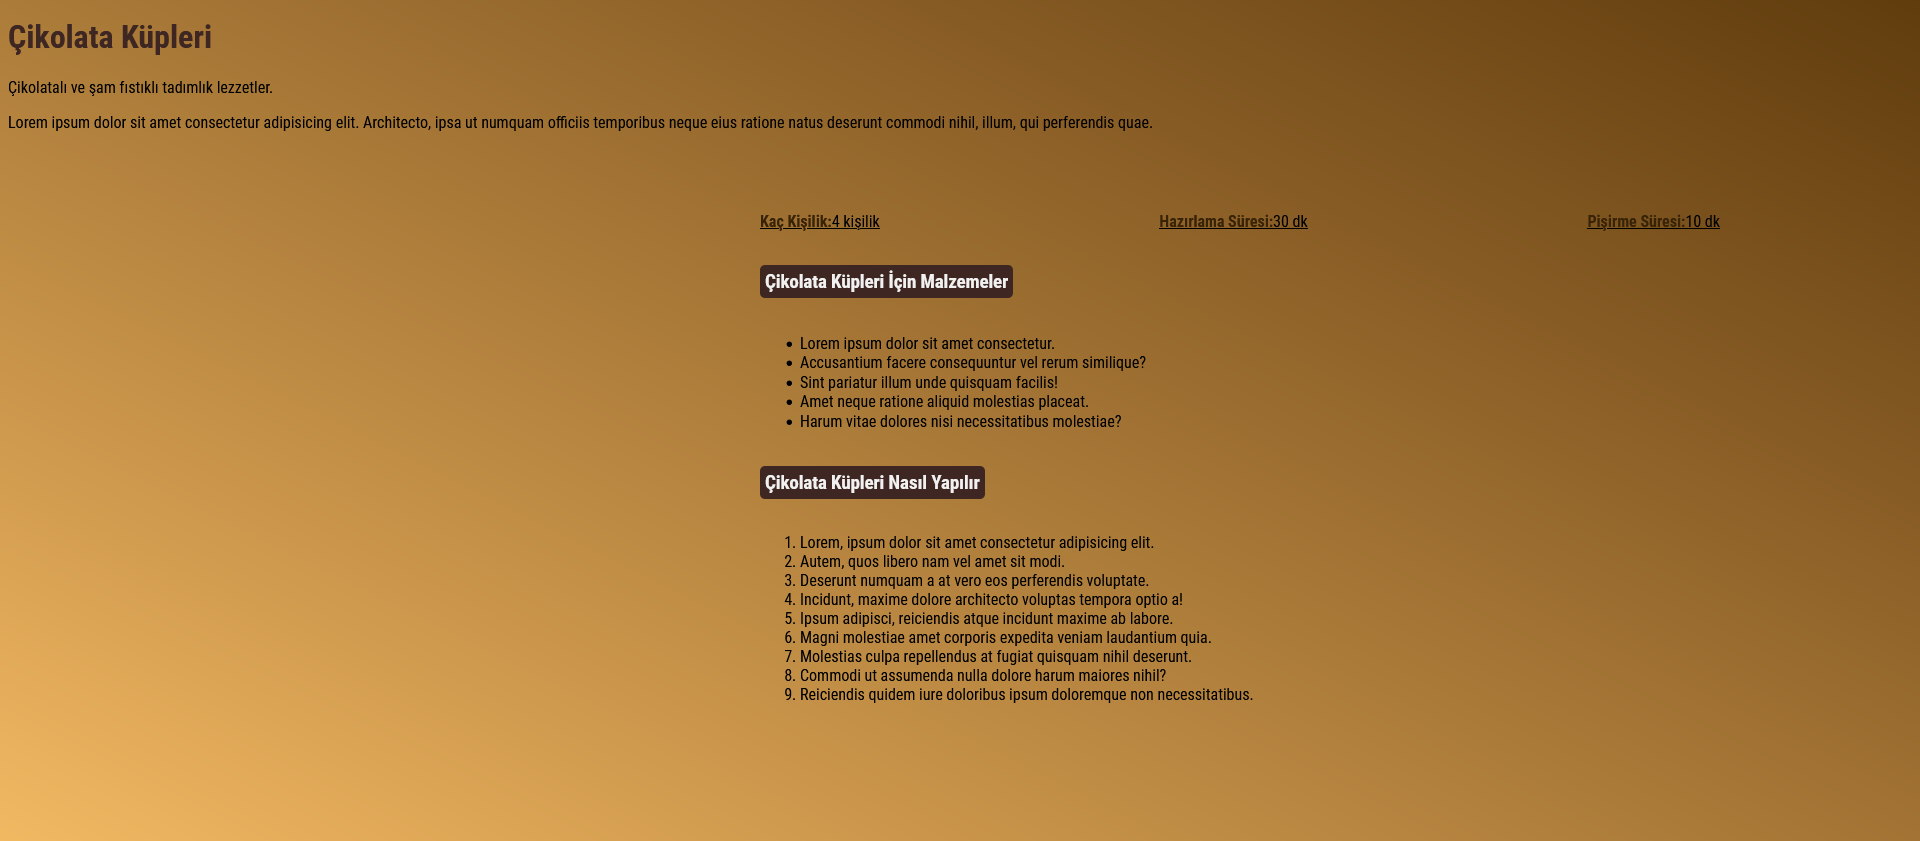 Çikolata Küpleri
Çikolatalı ve şam fıstıklı tadımlık lezzetler.
Lorem ipsum dolor sit amet consectetur adipisicing elit. Architecto, ipsa ut numquam officiis temporibus neque eius ratione natus deserunt commodi nihil, illum, qui perferendis quae.
Kaç Kişilik:4 kişilik Hazırlama Süresi:30 dk Pişirme Süresi:10 dk
Çikolata Küpleri İçin Malzemeler
• Lorem ipsum dolor sit amet consectetur.
• Accusantium facere consequuntur vel rerum similique?
• Sint pariatur illum unde quisquam facilis!
• Amet neque ratione aliquid molestias placeat.
• Harum vitae dolores nisi necessitatibus molestiae?
Çikolata Küpleri Nasıl Yapılır
1. Lorem, ipsum dolor sit amet consectetur adipisicing elit.
2. Autem, quos libero nam vel amet sit modi.
3. Deserunt numquam a at vero eos perferendis voluptate.
4. Incidunt, maxime dolore architecto voluptas tempora optio a!
5. Ipsum adipisci, reiciendis atque incidunt maxime ab labore.
6. Magni molestiae amet corporis expedita veniam laudantium quia.
7. Molestias culpa repellendus at fugiat quisquam nihil deserunt.
8. Commodi ut assumenda nulla dolore harum maiores nihil?
9. Reiciendis quidem iure doloribus ipsum doloremque non necessitatibus.